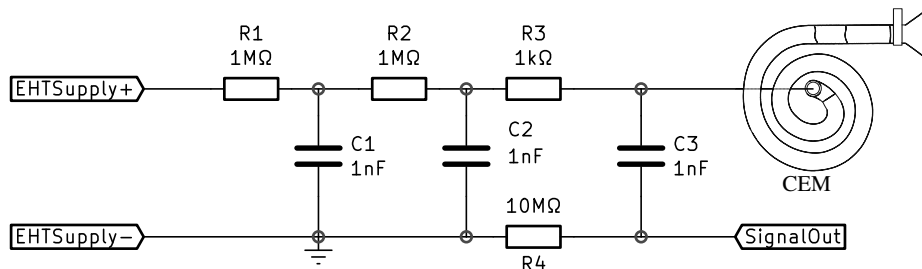 R1
1MΩ
R2
1MΩ
R3
1kΩ
EHTSupply+
C1
1nF
C2
1nF
C3
1nF
CEM
10MΩ
EHTSupply-
SignalOut
R4